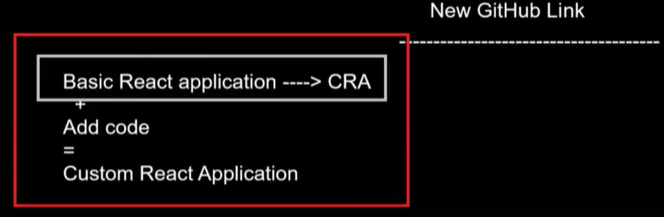 New GitHub Link
--------------------------------------
Basic React application ----> CRA
+
Add code
=
Custom React Application